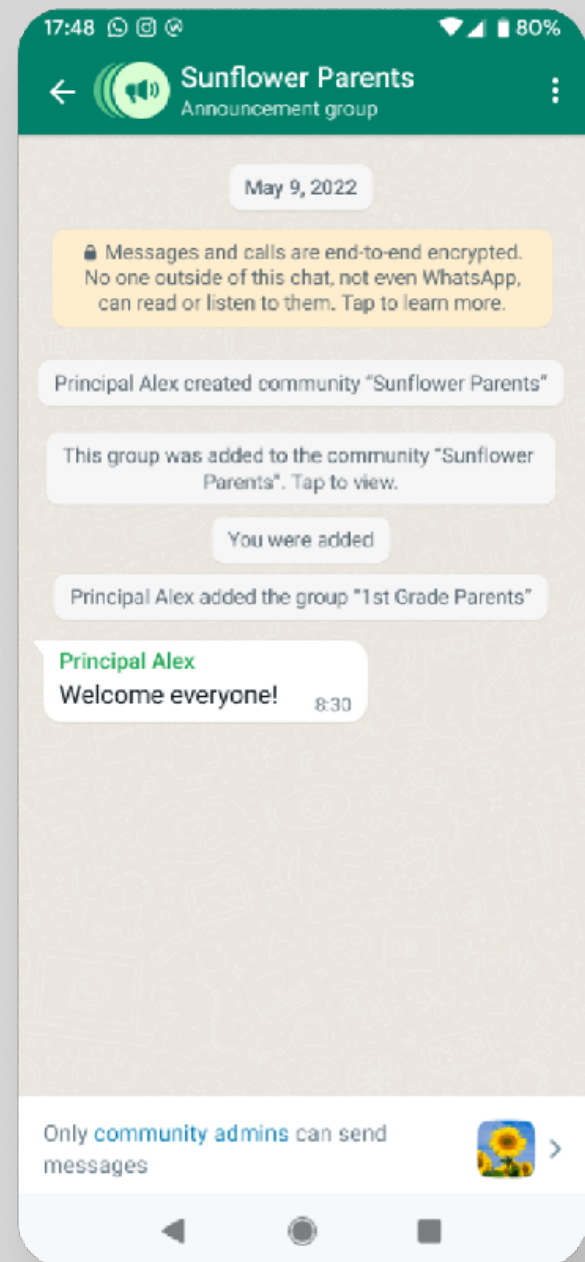 17:48 80%
Sunflower Parents
Announcement group
May 9, 2022
Messages and calls are end-to-end encrypted.
No one outside of this chat, not even WhatsApp,
can read or listen to them. Tap to learn more.
Principal Alex created community “Sunflower Parents”
This group was added to the community “Sunflower
Parents”. Tap to view.
You were added
Principal Alex added the group "1st Grade Parents”
Principal Alex
Welcome everyone! 8:30
Only community admins can send
messages